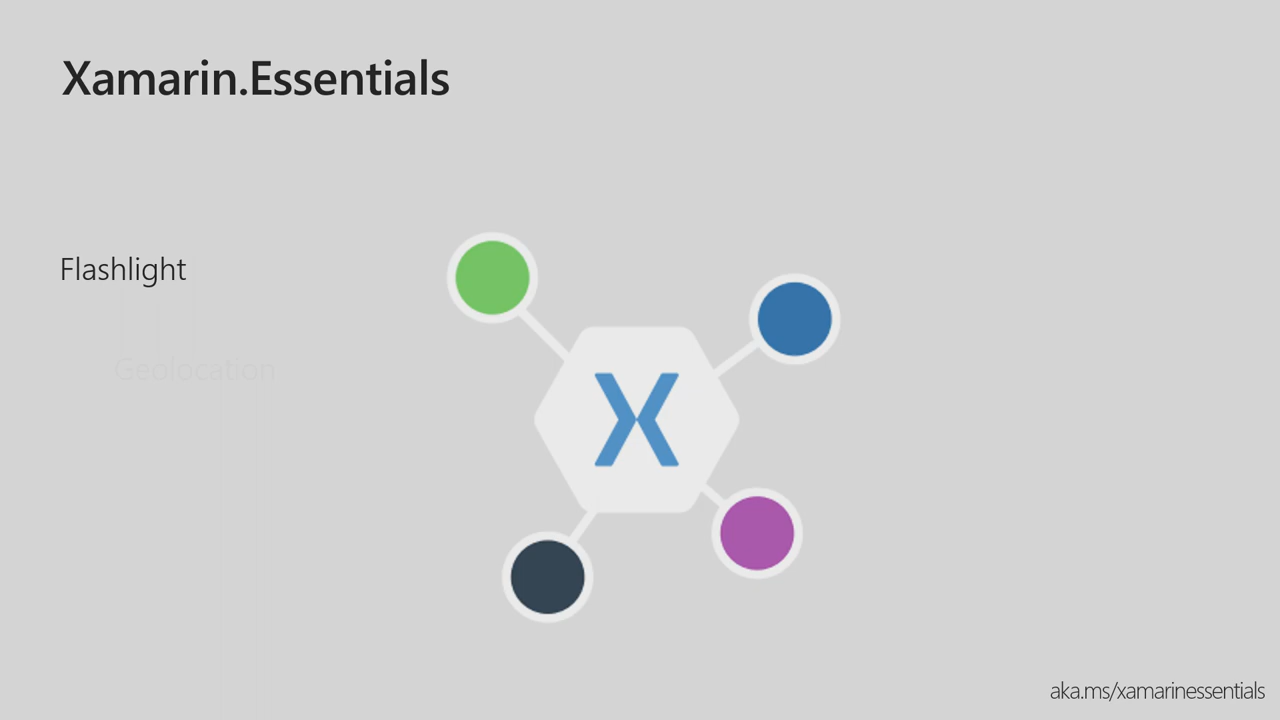 Xamarin.Essentials
Flashlight
Geolocation
X
aka.ms/xamarinessentials